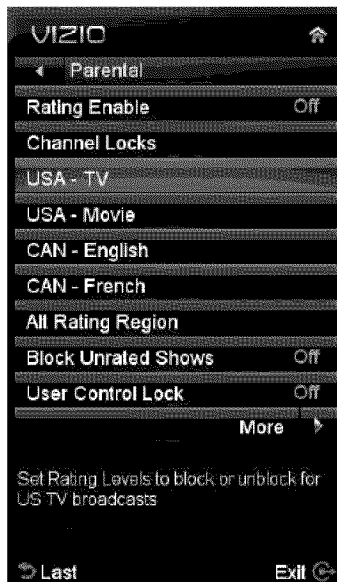 VIZIO
Parental
Rating Enable Off
Channel Locks
USA - TV
USA - Movie
CAN - English
CAN - French
Alt Rating Region
Block Unrated Shows Off
User Control Lock Off
More
Set Rating Levels to block or unblock for
US TV broadcasts
Last Exit